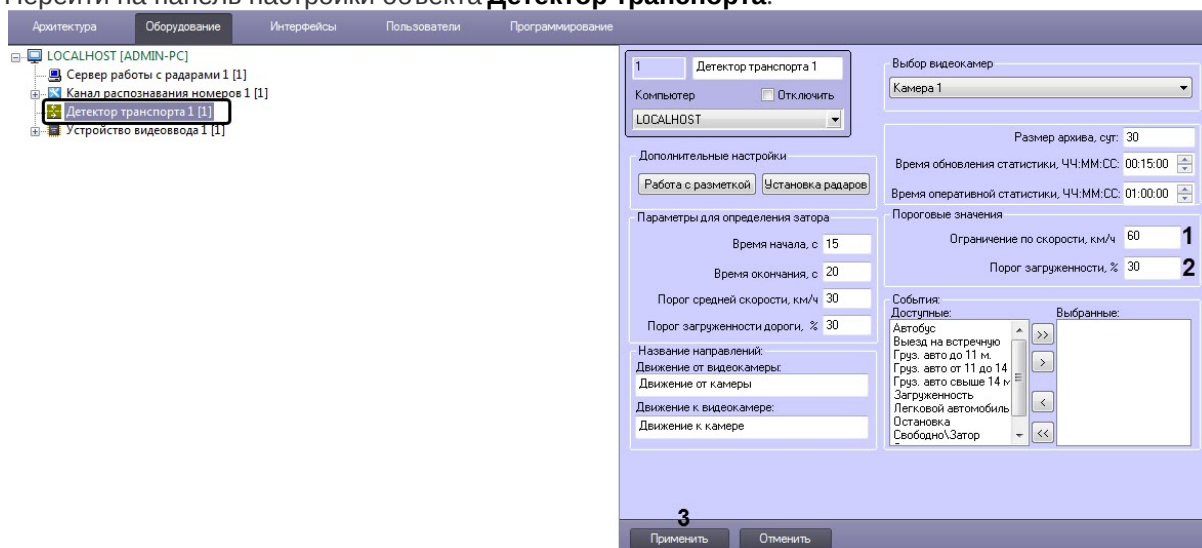 Перейти на панель настройки объекта Детектор транспорта.
Архитектура Оборудование Интерфейсы Пользователи Программирование
LOCALHOST [ADMIN-PC]
Сервер работы с радарами 1 [1]
Канал распознавания номеров 1 [1]
Детектор транспорта 1 [1]
Устройство видеоввода 1 [1]
1 Детектор транспорта 1
Компьютер Отключить
LOCALHOST
Дополнительные настройки
Работа с разметкой Установка радаров
Параметры для определения затора
Время начала, с 15
Время окончания, с 20
Порог средней скорости, км/ч 30
Порог загруженности дороги, % 30
Название направлений:
Движение от видеокамеры:
Движение от камеры
Движение к видеокамере:
Движение к камере
Выбор видеокамер
Камера 1
Размер архива, сут: 30
Время обновления статистики, ЧЧ:ММ:СС: 00:15:00
Время оперативной статистики, ЧЧ:ММ:СС: 01:00:00
Пороговые значения
Ограничение по скорости, км/ч 60 1
Порог загруженности, % 30 2
События:
Доступные: Выбранные:
Автобус
Выезд на встречную
Груз. авто до 11 м.
Груз. авто от 11 до 14
Груз. авто свыше 14 м
Загруженность
Легковой автомобиль
Остановка
Свободно\Затор
>>
>
<
<<
3
Применить Отменить